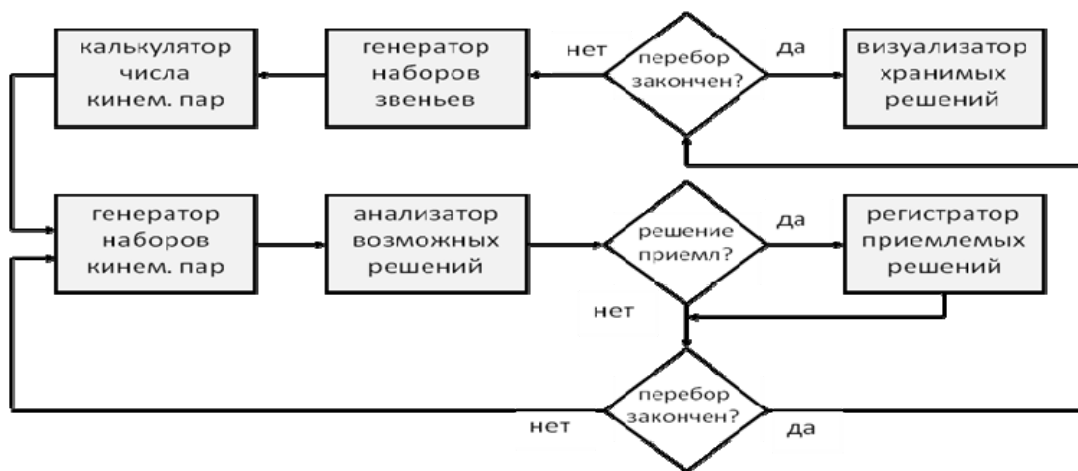 калькулятор
числа
кинем. пар
генератор
наборов
звеньев
нет
перебор
закончен?
да
визуализатор
хранимых
решений
генератор
наборов
кинем. пар
анализатор
возможных
решений
решение
приемл?
да
регистратор
приемлемых
решений
нет
перебор
закончен?
нет
да